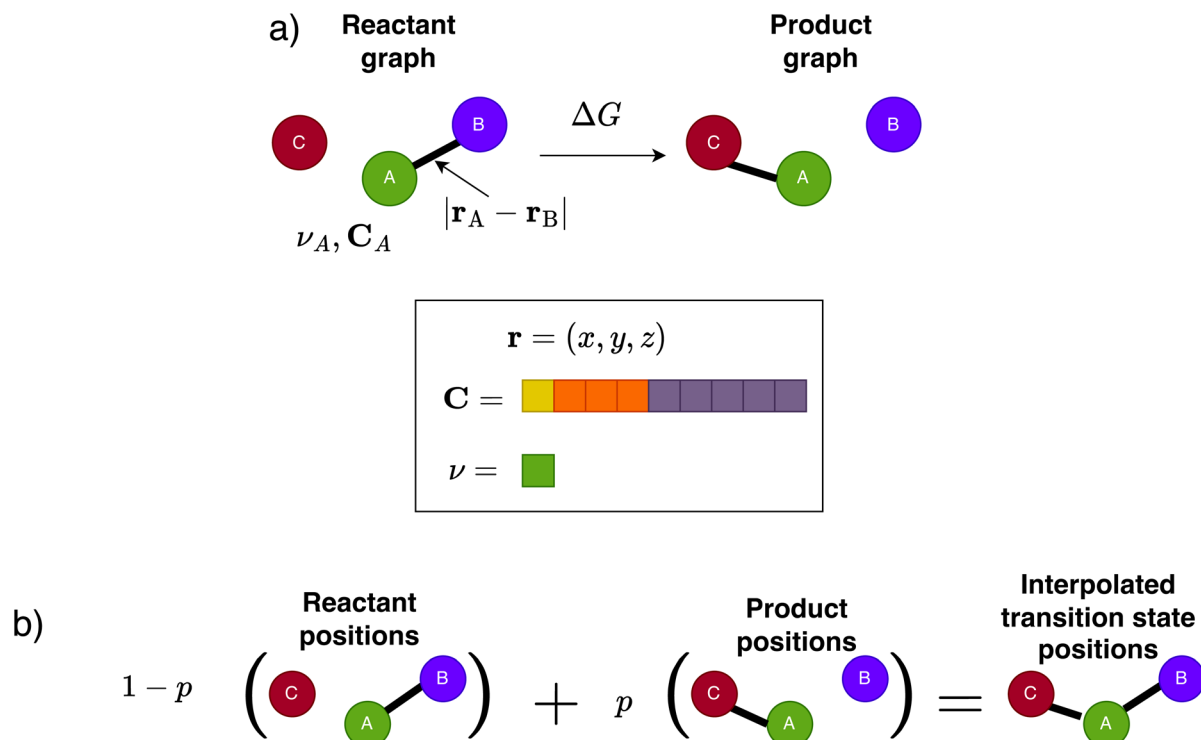 a)
Reactant
graph
Product
graph
C
A
B
ΔG
C
A
B
|r_A − r_B|
ν_A, C_A
r = (x, y, z)
C =
ν =
b)
Reactant
positions
Product
positions
Interpolated
transition state
positions
1 − p ( C A B ) + p ( C A B ) = C A B